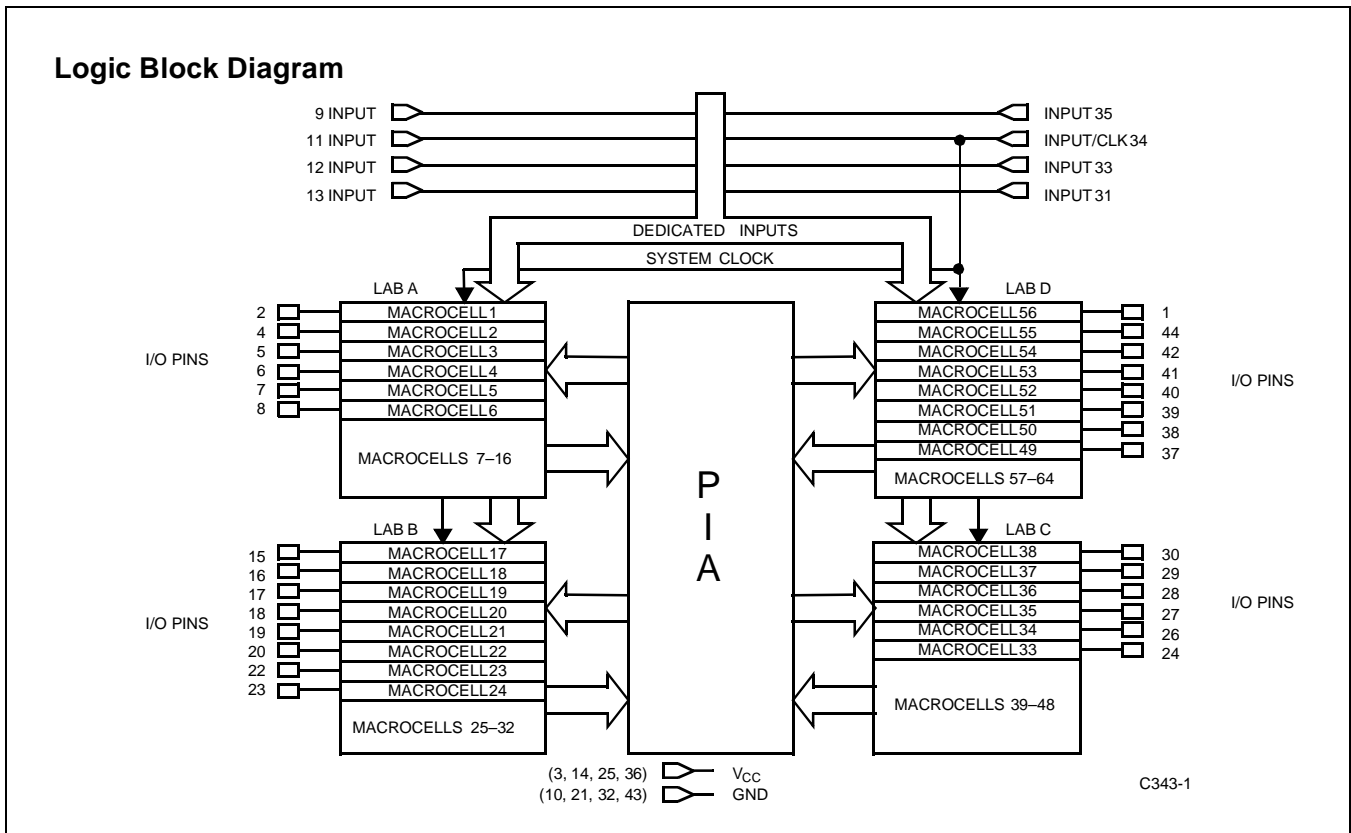 Logic Block Diagram
9 INPUT
INPUT 35
11 INPUT
INPUT/CLK 34
12 INPUT
INPUT 33
13 INPUT
INPUT 31
DEDICATED INPUTS
SYSTEM CLOCK
LAB A
LAB D
2
MACROCELL 1
MACROCELL 56
1
4
MACROCELL 2
MACROCELL 55
44
5
MACROCELL 3
MACROCELL 54
42
I/O PINS
6
MACROCELL 4
MACROCELL 53
41
I/O PINS
7
MACROCELL 5
MACROCELL 52
40
8
MACROCELL 6
MACROCELL 51
39
MACROCELL 50
38
MACROCELL 49
37
MACROCELLS 7–16
MACROCELLS 57–64
P
I
A
LAB B
LAB C
15
MACROCELL 17
MACROCELL 38
30
16
MACROCELL 18
MACROCELL 37
29
17
MACROCELL 19
MACROCELL 36
28
18
MACROCELL 20
MACROCELL 35
27
I/O PINS
I/O PINS
19
MACROCELL 21
MACROCELL 34
26
20
MACROCELL 22
MACROCELL 33
24
22
MACROCELL 23
23
MACROCELL 24
MACROCELLS 25–32
MACROCELLS 39–48
(3, 14, 25, 36)
VCC
(10, 21, 32, 43)
GND
C343-1